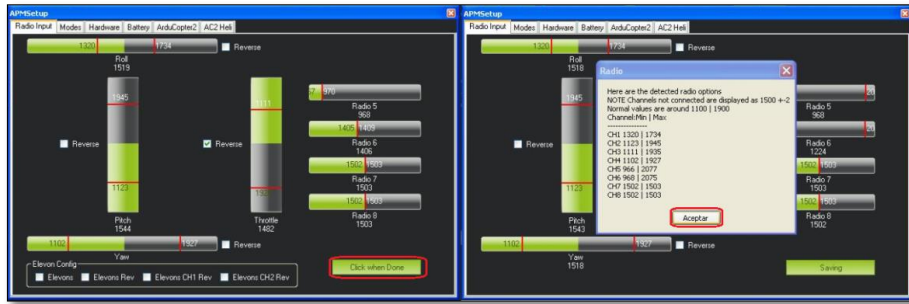 APMSetup
Radio Input Modes Hardware Battery ArduCopter2 AC2 Heli
1320 1734 Reverse
Roll
1519
1945
1111
970
Radio 5
968
1405 1409
Reverse
Reverse
Radio 6
1406
1502 1503
Radio 7
1503
1123
1502 1503
Pitch
1544
Throttle
1482
Radio 8
1503
1102 1927 Reverse
Yaw
Elevon Config
Elevons Elevons Rev Elevons CH1 Rev Elevons CH2 Rev
Click when Done
APMSetup
Radio Input Modes Hardware Battery ArduCopter2 AC2 Heli
1320 1734 Reverse
Roll
1518
Radio
Here are the detected radio options
NOTE Channels not connected are displayed as 1500 +-2
Normal values are around 1100 | 1900
Channel:Min | Max
CH1 1320 | 1734
CH2 1123 | 1945
CH3 1111 | 1935
CH4 1102 | 1927
CH5 966 | 2077
CH6 968 | 2075
CH7 1502 | 1503
CH8 1502 | 1503
Aceptar
1945
20
Radio 5
968
20
Reverse
Radio 6
1224
1502 1503
Radio 7
1503
1123
1502 1503
Pitch
1543
Radio 8
1502
1102 1927 Reverse
Yaw
1518
Saving